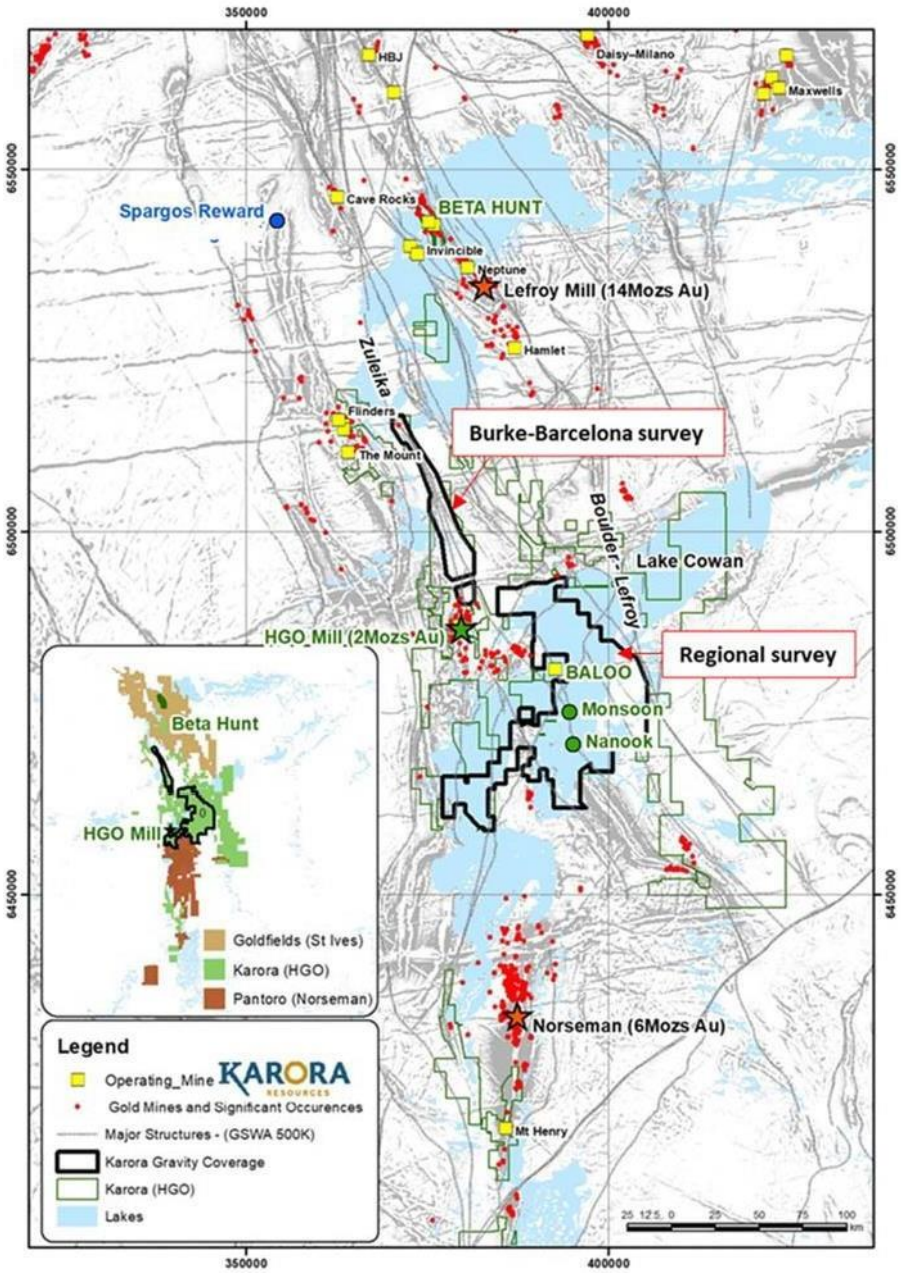 350000
400000
HBJ
Daisy–Milano
Maxwells
6550000
6550000
Cave Rocks
BETA HUNT
Spargos Reward
Invincible
Neptune
Lefroy Mill (14Mozs Au)
Hamlet
Zuleika
Flinders
Burke-Barcelona survey
The Mount
6500000
6500000
Boulder - Lefroy
Lake Cowan
HGO Mill (2Mozs Au)
Regional survey
BALOO
Monsoon
Nanook
Beta Hunt
HGO Mill
Goldfields (St Ives)
Karora (HGO)
Pantoro (Norseman)
6450000
6450000
Norseman (6Mozs Au)
Legend
Operating_Mine
KARORA
RESOURCES
Gold Mines and Significant Occurences
Major Structures - (GSWA 500K)
Karora Gravity Coverage
Karora (HGO)
Lakes
Mt Henry
25 12.5 0 25 50 75 100
km
350000
400000